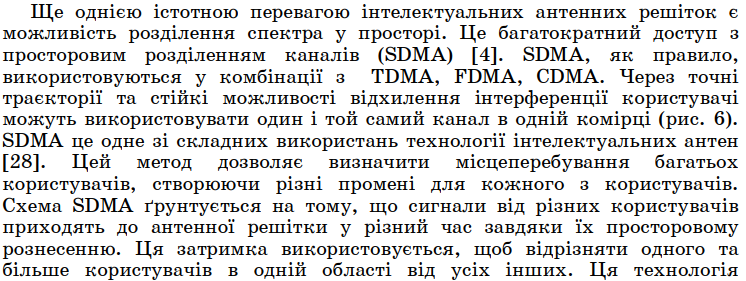 Ще однією істотною перевагою інтелектуальних антенних решіток є
можливість розділення спектра у просторі. Це багатократний доступ з
просторовим розділенням каналів (SDMA) [4]. SDMA, як правило,
використовуються у комбінації з TDMA, FDMA, CDMA. Через точні
траєкторії та стійкі можливості відхилення інтерференції користувачі
можуть використовувати один і той самий канал в одній комірці (рис. 6).
SDMA це одне зі складних використань технології інтелектуальних антен
[28]. Цей метод дозволяє визначити місцеперебування багатьох
користувачів, створюючи різні промені для кожного з користувачів.
Схема SDMA ґрунтується на тому, що сигнали від різних користувачів
приходять до антенної решітки у різний час завдяки їх просторовому
рознесенню. Ця затримка використовується, щоб відрізняти одного та
більше користувачів в одній області від усіх інших. Ця технологія